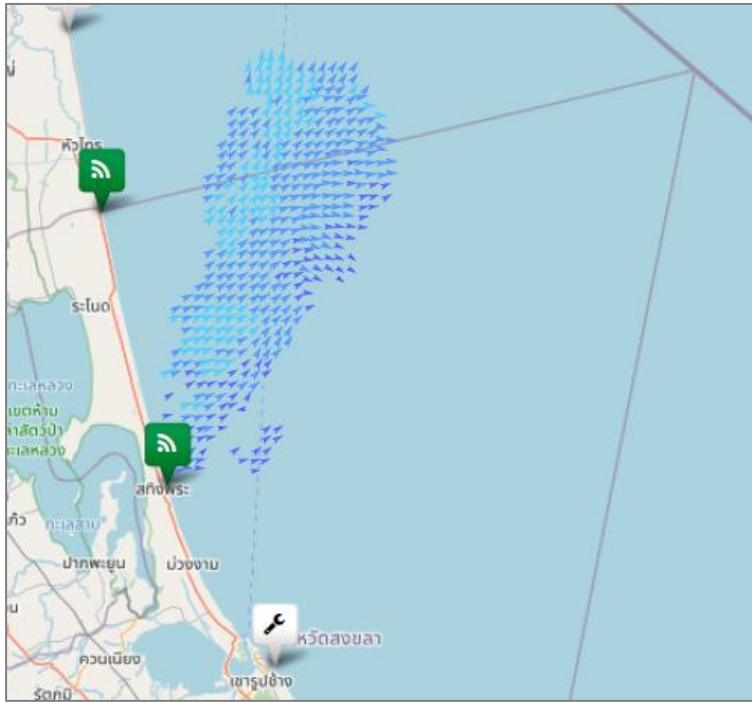 หัวไทร
ระโนด
ทะเลหลวง
เขตห้าม
ล่าสัตว์ป่า
ทะเลหลวง
สทิงพระ
ทะเลสาบ
ปากพะยูน
ม่วงงาม
หวัดสงขลา
ควนเนียง
เขารูปช้าง
รัตภูมิ